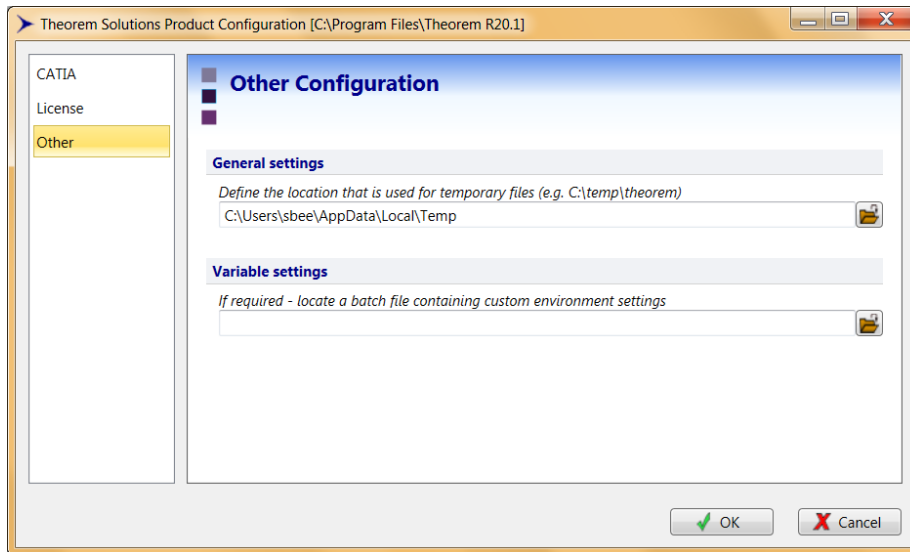 Theorem Solutions Product Configuration [C:\Program Files\Theorem R20.1]
CATIA
License
Other
Other Configuration
General settings
Define the location that is used for temporary files (e.g. C:\temp\theorem)
C:\Users\sbee\AppData\Local\Temp
Variable settings
If required - locate a batch file containing custom environment settings
OK
Cancel